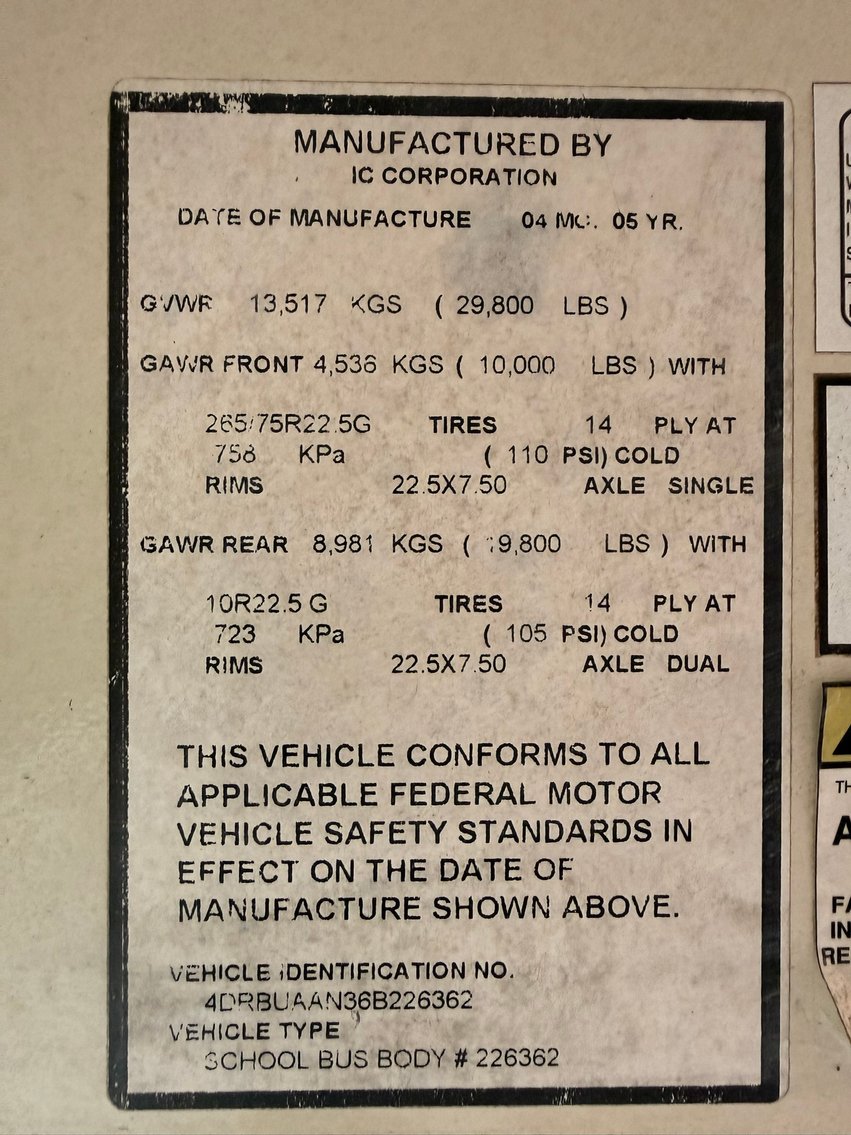 MANUFACTURED BY
IC CORPORATION
DATE OF MANUFACTURE 04 MO. 05 YR.
GVWR 13,517 KGS ( 29,800 LBS )
GAWR FRONT 4,536 KGS ( 10,000 LBS ) WITH
265/75R22.5G TIRES 14 PLY AT
758 KPa ( 110 PSI) COLD
RIMS 22.5X7.50 AXLE SINGLE
GAWR REAR 8,981 KGS ( 19,800 LBS ) WITH
10R22.5 G TIRES 14 PLY AT
723 KPa ( 105 PSI) COLD
RIMS 22.5X7.50 AXLE DUAL
THIS VEHICLE CONFORMS TO ALL
APPLICABLE FEDERAL MOTOR
VEHICLE SAFETY STANDARDS IN
EFFECT ON THE DATE OF
MANUFACTURE SHOWN ABOVE.
VEHICLE IDENTIFICATION NO.
4DRBUAAN36B226362
VEHICLE TYPE
SCHOOL BUS BODY # 226362